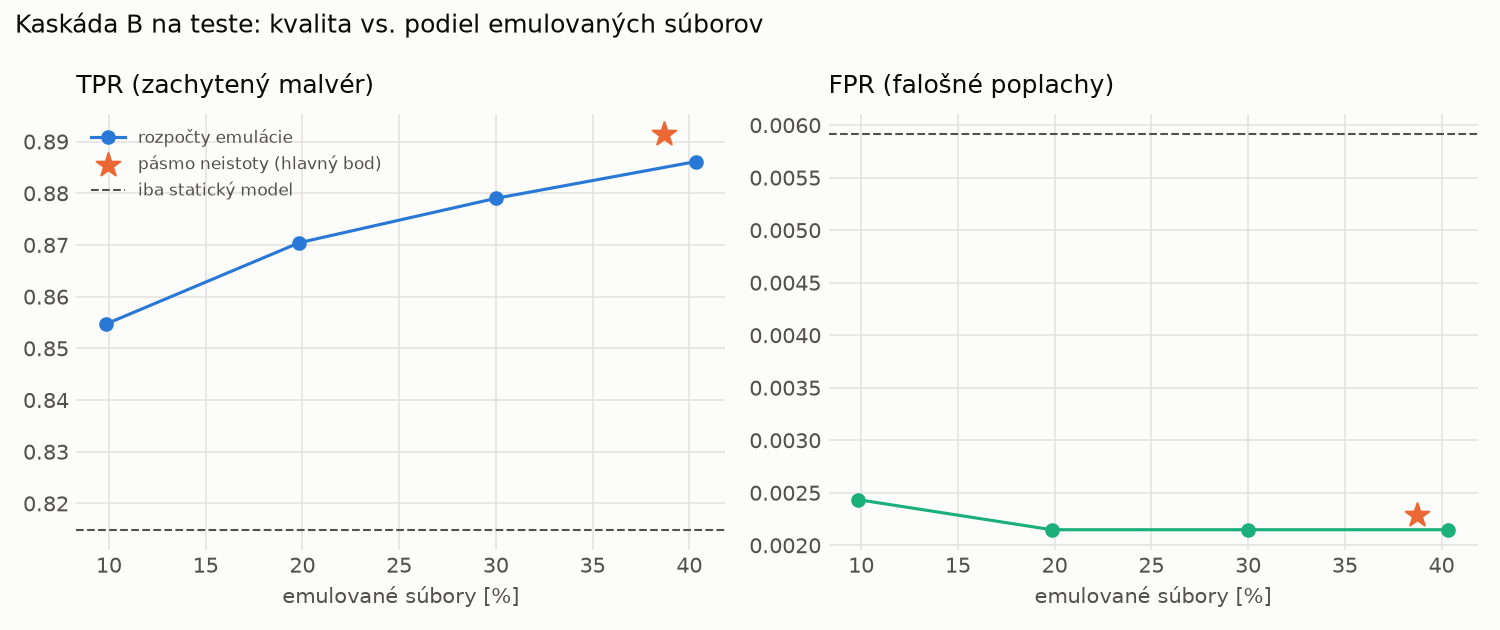 Kaskáda B na teste: kvalita vs. podiel emulovaných súborov
TPR (zachytený malvér)
0.89
0.88
0.87
0.86
0.85
0.84
0.83
0.82
rozpočty emulácie
pásmo neistoty (hlavný bod)
iba statický model
10 15 20 25 30 35 40
emulované súbory [%]
FPR (falošné poplachy)
0.0060
0.0055
0.0050
0.0045
0.0040
0.0035
0.0030
0.0025
0.0020
10 15 20 25 30 35 40
emulované súbory [%]